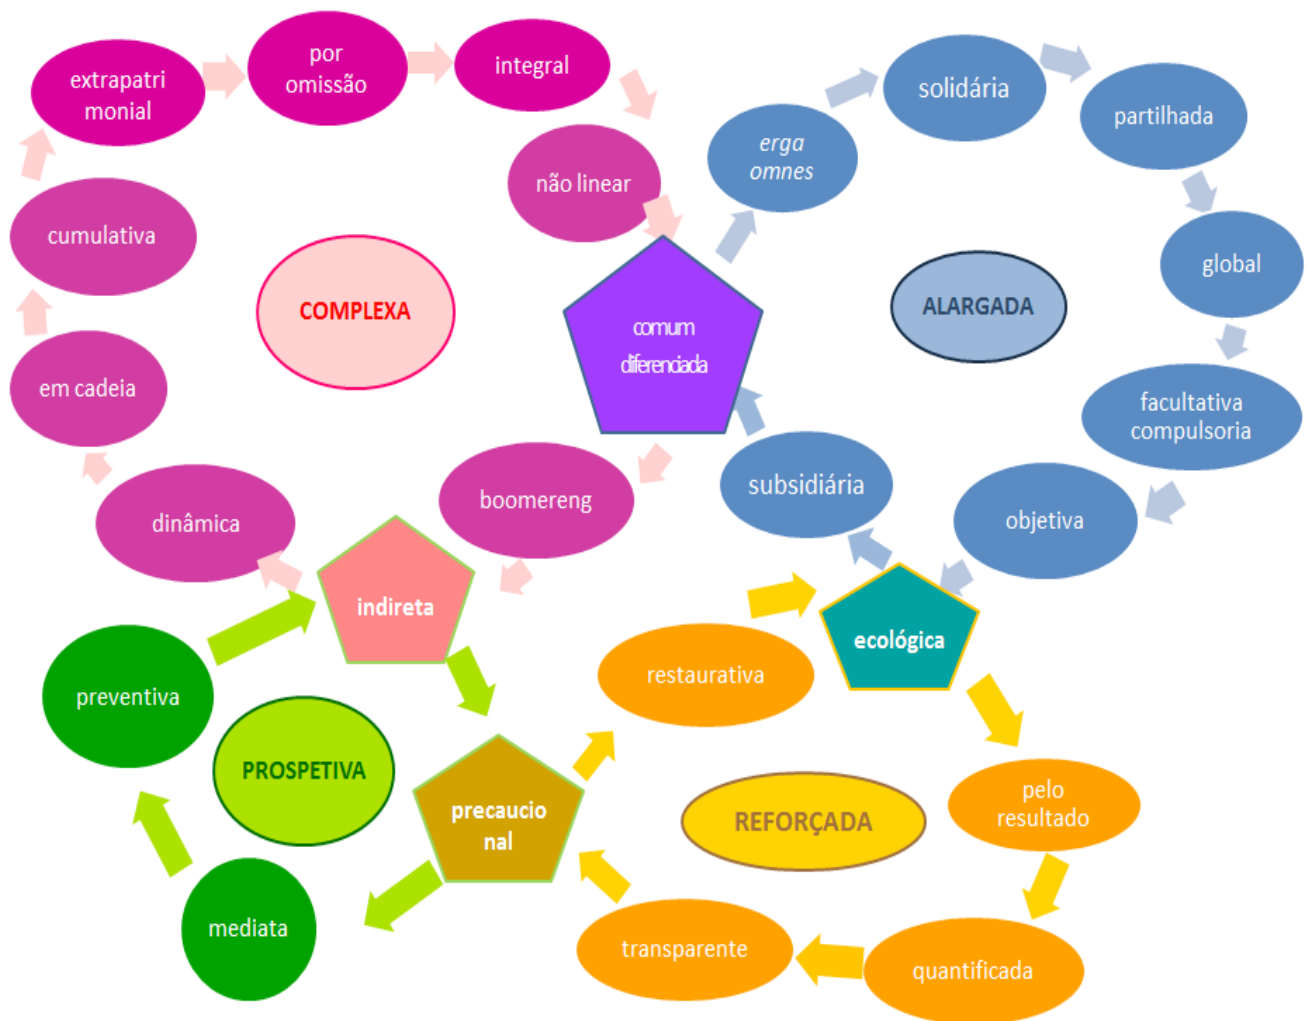 extrapatri
monial
por
omissão
integral
não linear
cumulativa
em cadeia
dinâmica
COMPLEXA
comum
diferenciada
boomereng
indireta
erga
omnes
solidária
partilhada
global
facultativa
compulsoria
objetiva
subsidiária
ALARGADA
ecológica
preventiva
PROSPETIVA
mediata
precaucio
nal
restaurativa
REFORÇADA
pelo
resultado
quantificada
transparente